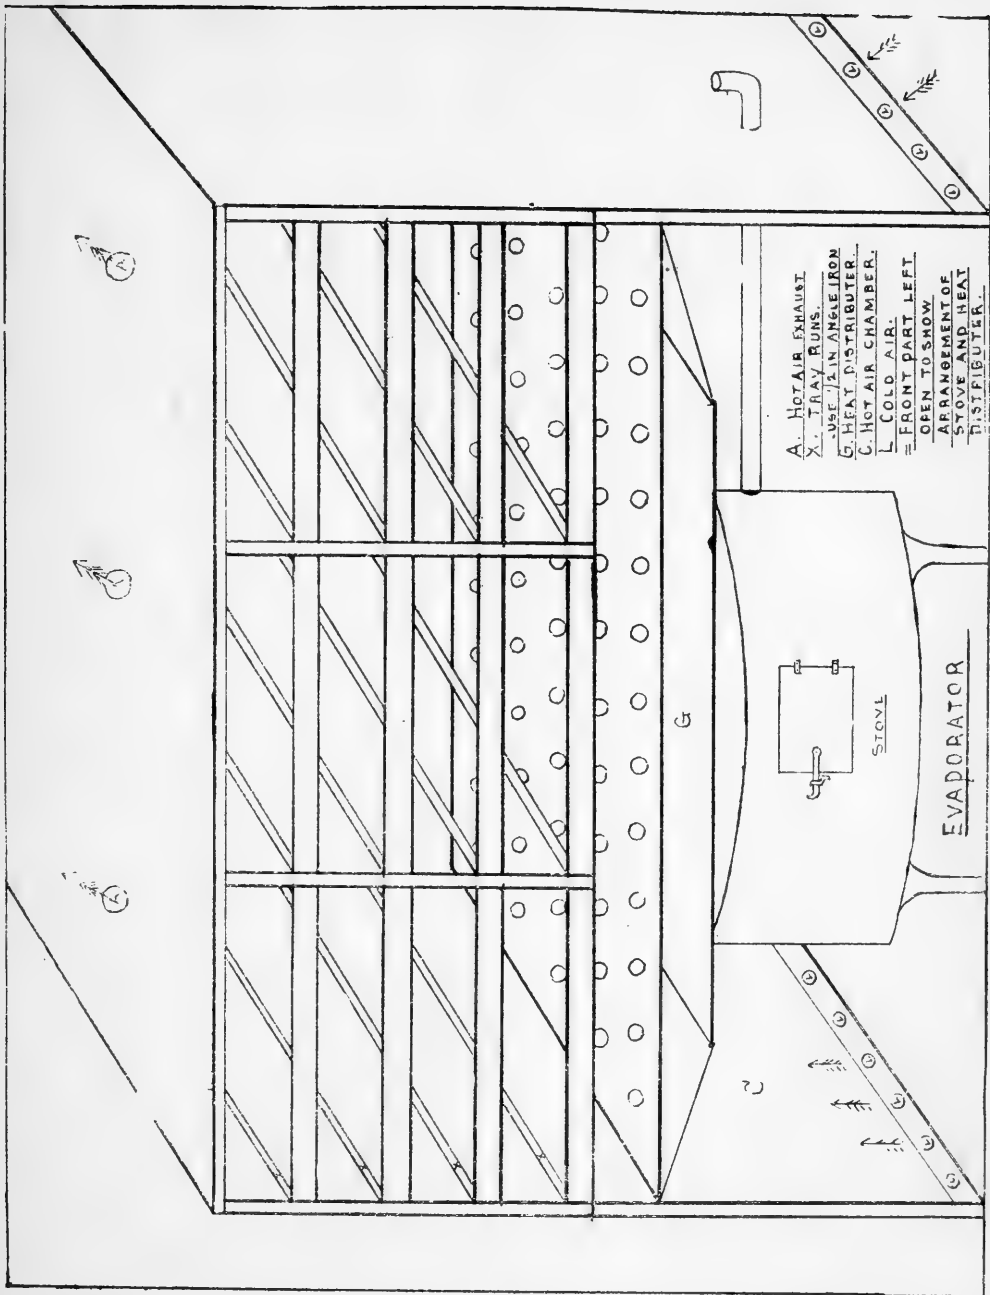 A
A
G
C
STOVE
A. HOT AIR EXHAUST
X. TRAY RUNS.
USE 1/2 IN ANGLE IRON
G. HEAT DISTRIBUTER.
C. HOT AIR CHAMBER.
L COLD AIR.
= FRONT PART LEFT
OPEN TO SHOW
ARRANGEMENT OF
STOVE AND HEAT
DISTRIBUTER.
EVAPORATOR
X
X
X
X